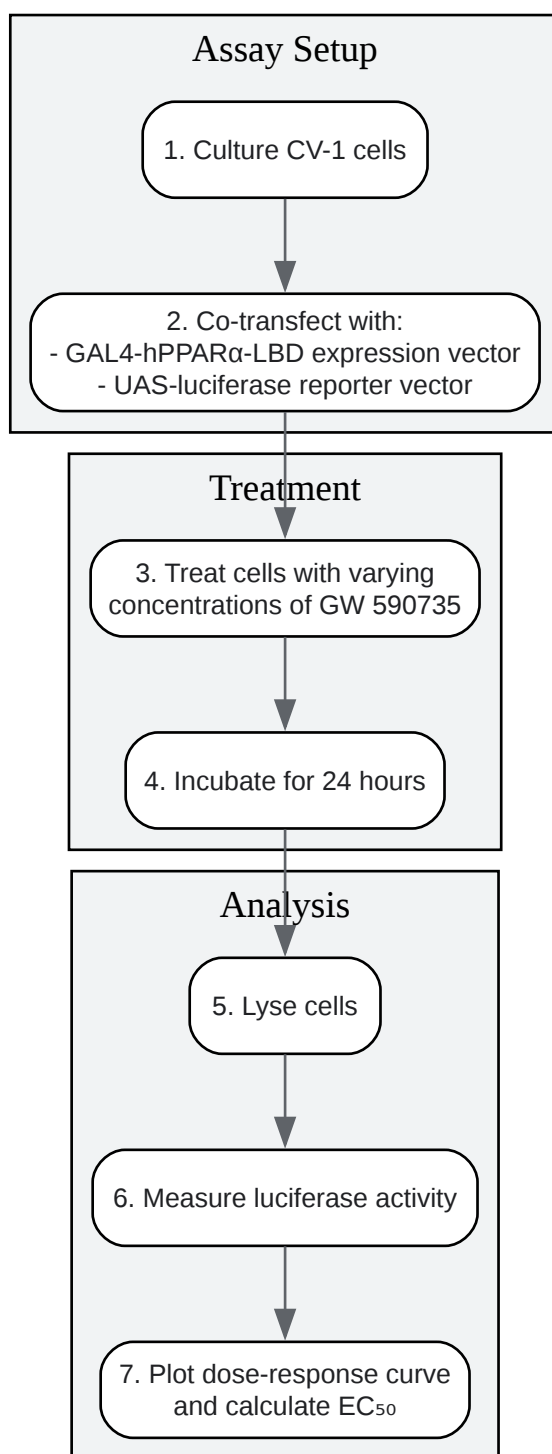 Assay Setup
1. Culture CV-1 cells
2. Co-transfect with:
- GAL4-hPPARα-LBD expression vector
- UAS-luciferase reporter vector
Treatment
3. Treat cells with varying
concentrations of GW 590735
4. Incubate for 24 hours
Analysis
5. Lyse cells
6. Measure luciferase activity
7. Plot dose-response curve
and calculate EC₅₀